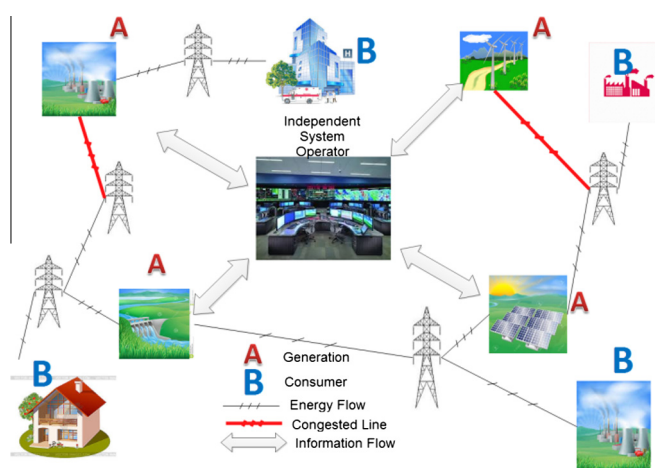 A
A
B
H
B
Independent
System
Operator
A
A
A
Generation
B
Consumer
B
B
Energy Flow
Congested Line
Information Flow